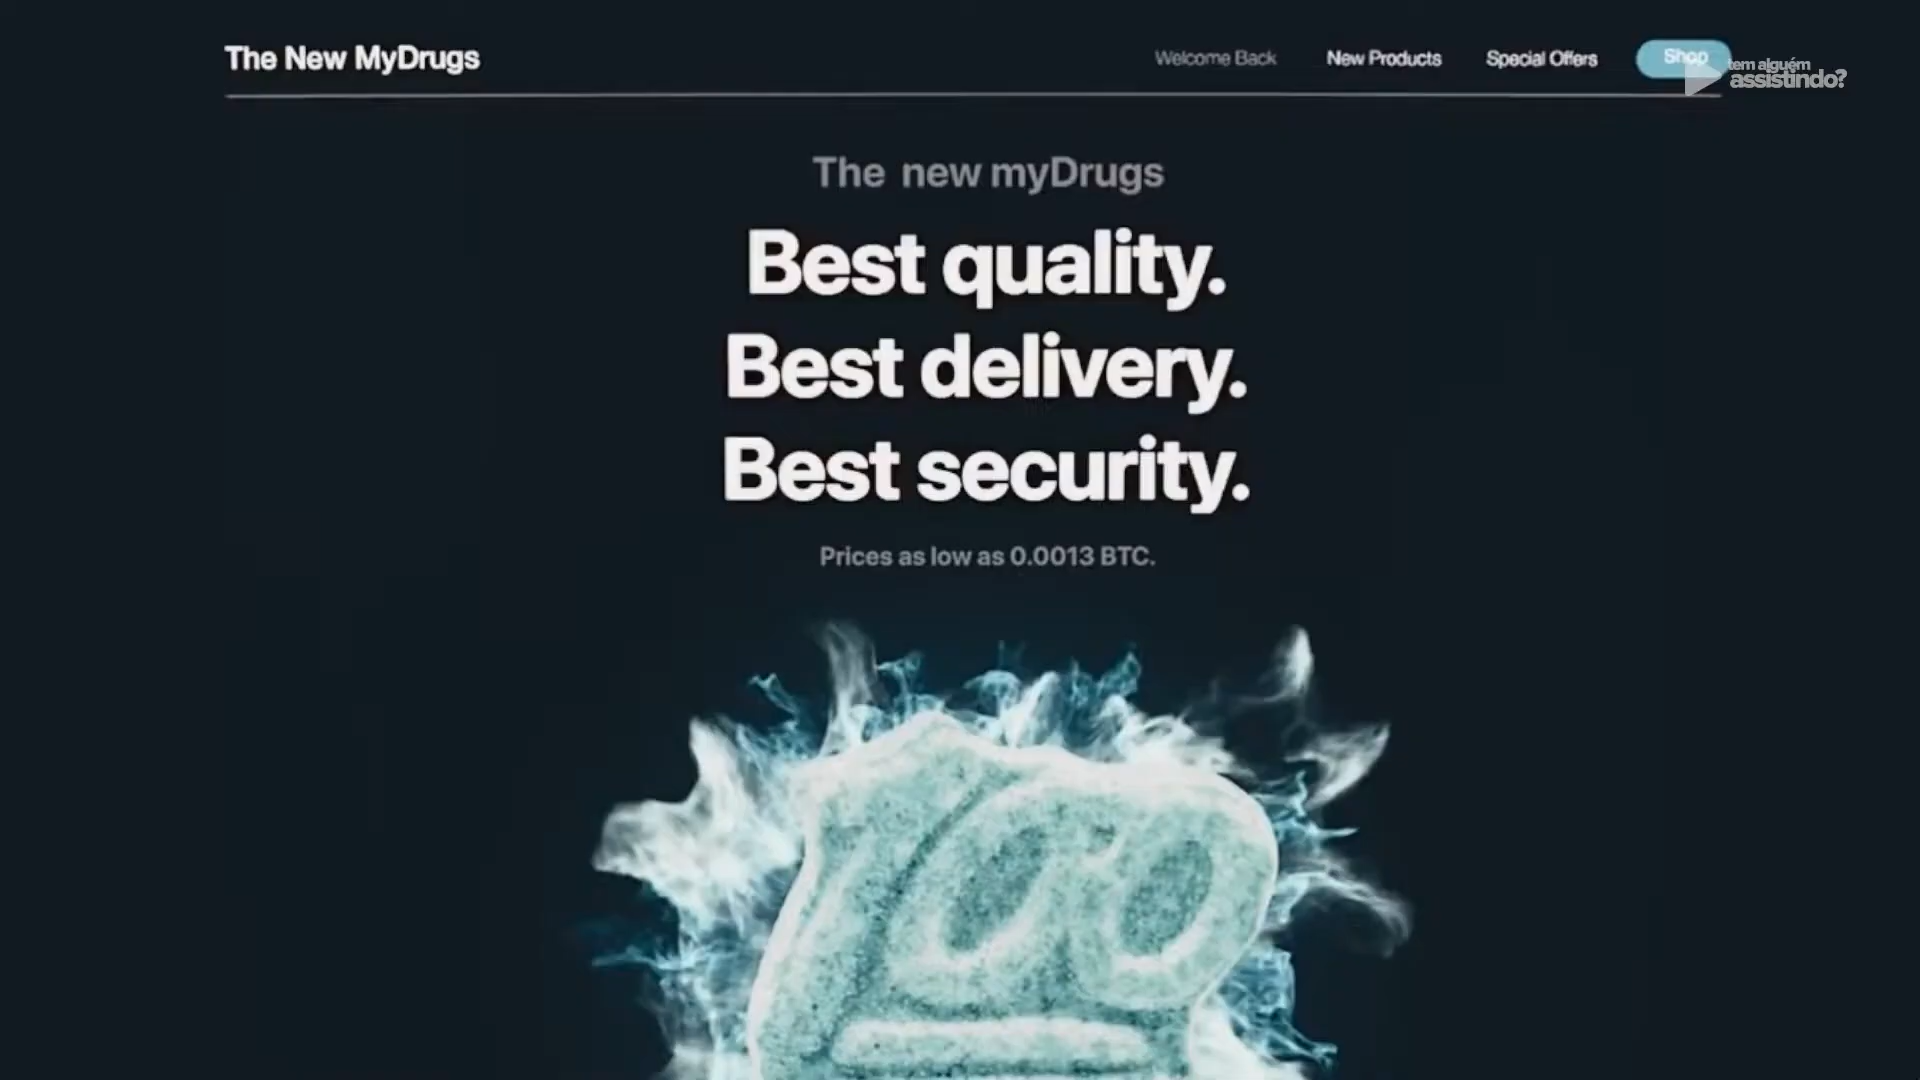 The New MyDrugs
Welcome Back
New Products
Special Offers
Shop
tem alguém
assistindo?
The new myDrugs
Best quality.
Best delivery.
Best security.
Prices as low as 0.0013 BTC.
100